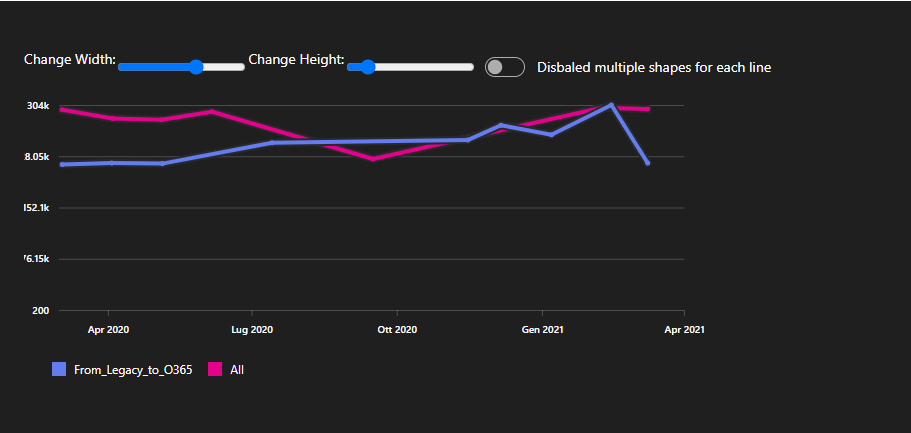 Change Width: Change Height: Disbaled multiple shapes for each line
304k
8.05k
152.1k
76.15k
200
Apr 2020 Lug 2020 Ott 2020 Gen 2021 Apr 2021
From_Legacy_to_O365 All